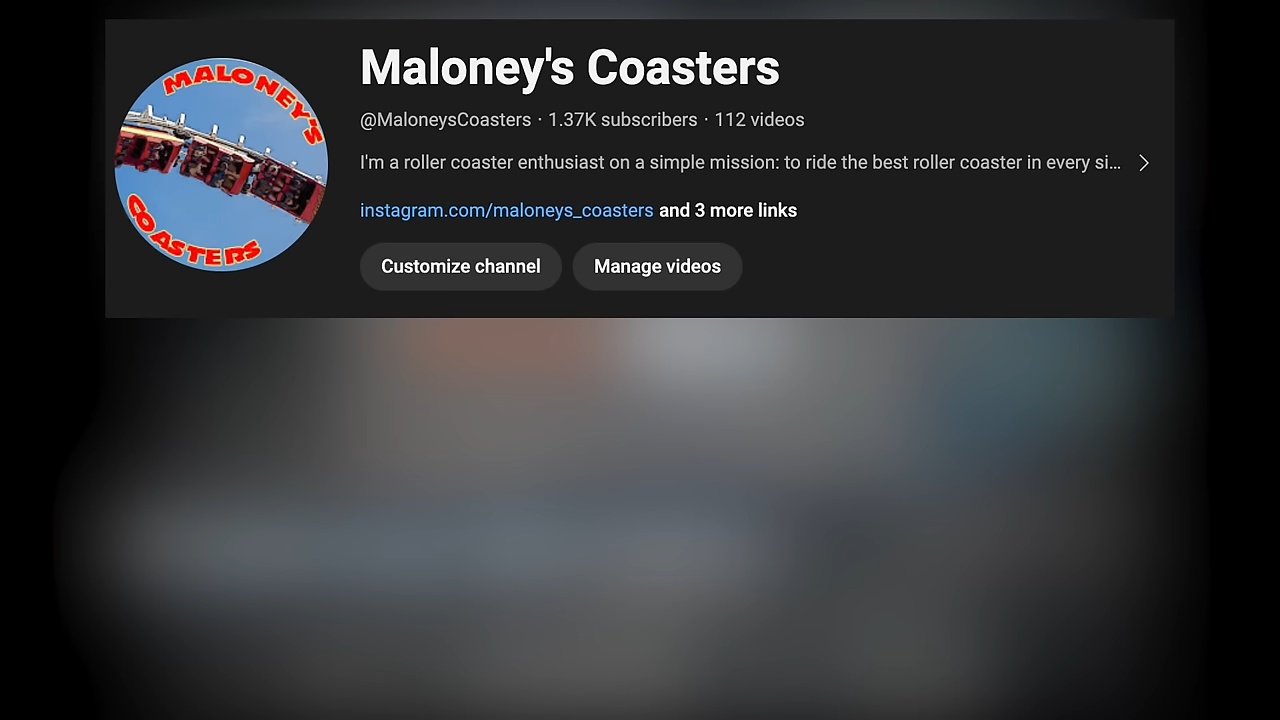 MALONEY'S
COASTERS
Maloney's Coasters
@MaloneysCoasters · 1.37K subscribers · 112 videos
I'm a roller coaster enthusiast on a simple mission: to ride the best roller coaster in every si...
instagram.com/maloneys_coasters and 3 more links
Customize channel Manage videos